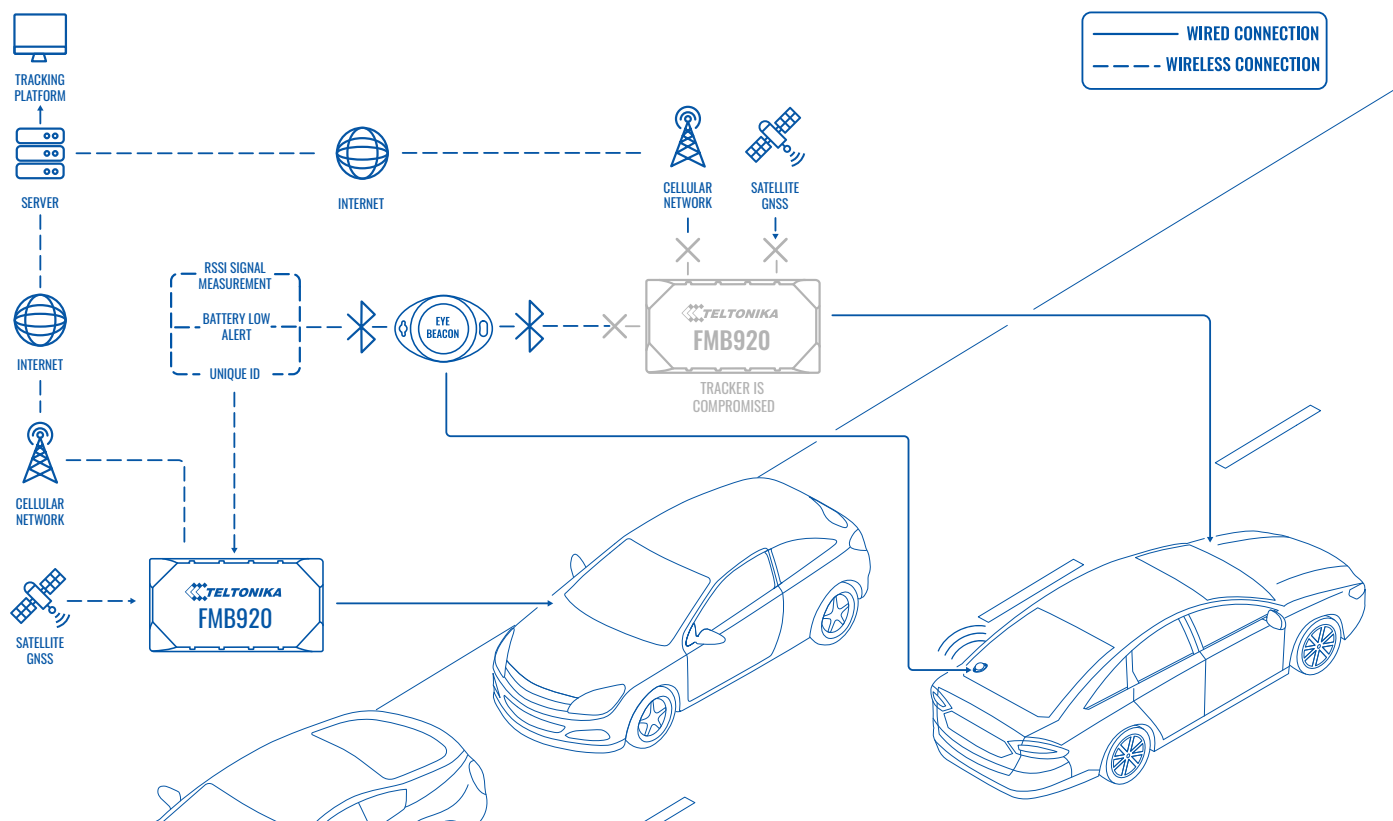 WIRED CONNECTION
WIRELESS CONNECTION
TRACKING
PLATFORM
SERVER
INTERNET
CELLULAR
NETWORK
SATELLITE
GNSS
RSSI SIGNAL
MEASUREMENT
BATTERY LOW
ALERT
UNIQUE ID
EYE
BEACON
TELTONIKA
FMB920
TRACKER IS
COMPROMISED
INTERNET
CELLULAR
NETWORK
SATELLITE
GNSS
TELTONIKA
FMB920